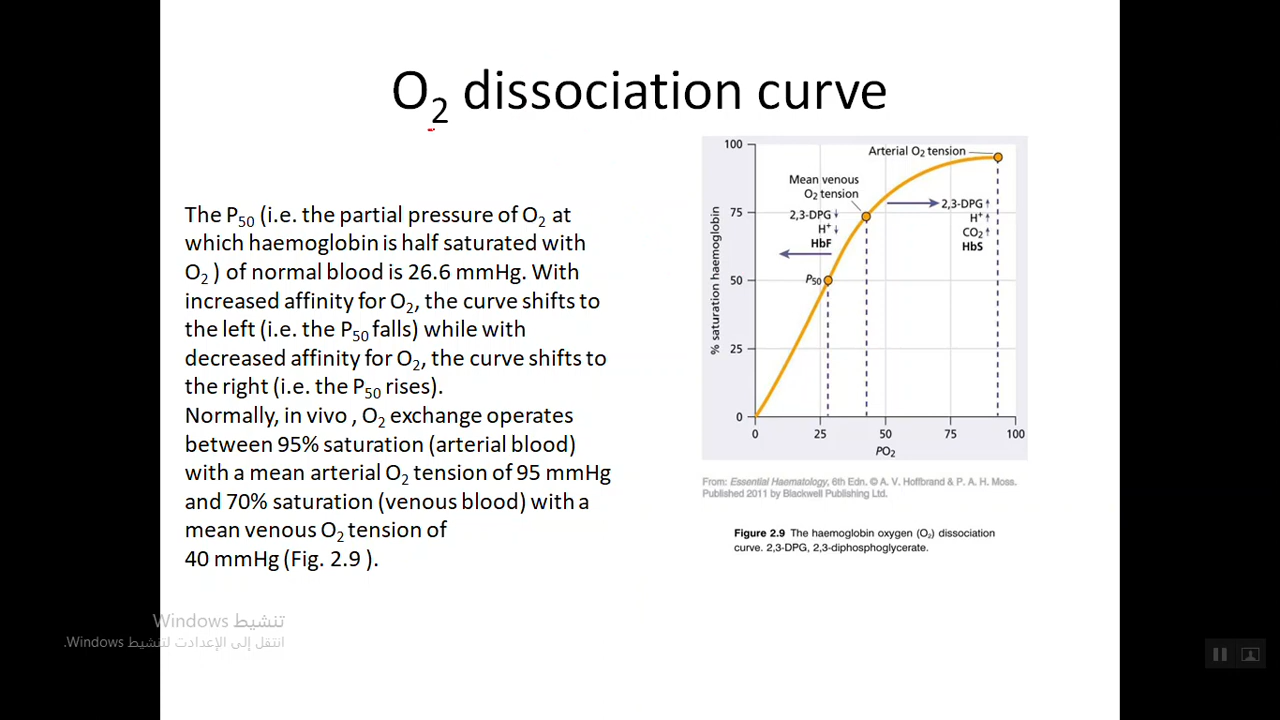 O₂ dissociation curve
The P₅₀ (i.e. the partial pressure of O₂ at
which haemoglobin is half saturated with
O₂ ) of normal blood is 26.6 mmHg. With
increased affinity for O₂, the curve shifts to
the left (i.e. the P₅₀ falls) while with
decreased affinity for O₂, the curve shifts to
the right (i.e. the P₅₀ rises).
Normally, in vivo , O₂ exchange operates
between 95% saturation (arterial blood)
with a mean arterial O₂ tension of 95 mmHg
and 70% saturation (venous blood) with a
mean venous O₂ tension of
40 mmHg (Fig. 2.9 ).
100
75
50
25
0
% saturation haemoglobin
Arterial O₂ tension
Mean venous
O₂ tension
2,3-DPG↓
H⁺↓
HbF
P₅₀
2,3-DPG↑
H⁺↑
CO₂↑
HbS
0 25 50 75 100
PO₂
From: Essential Haematology, 6th Edn. © A. V. Hoffbrand & P. A. H. Moss.
Published 2011 by Blackwell Publishing Ltd.
Figure 2.9 The haemoglobin oxygen (O₂) dissociation
curve. 2,3-DPG, 2,3-diphosphoglycerate.
تنشيط Windows
انتقل إلى الإعدادت لتنشيط Windows.